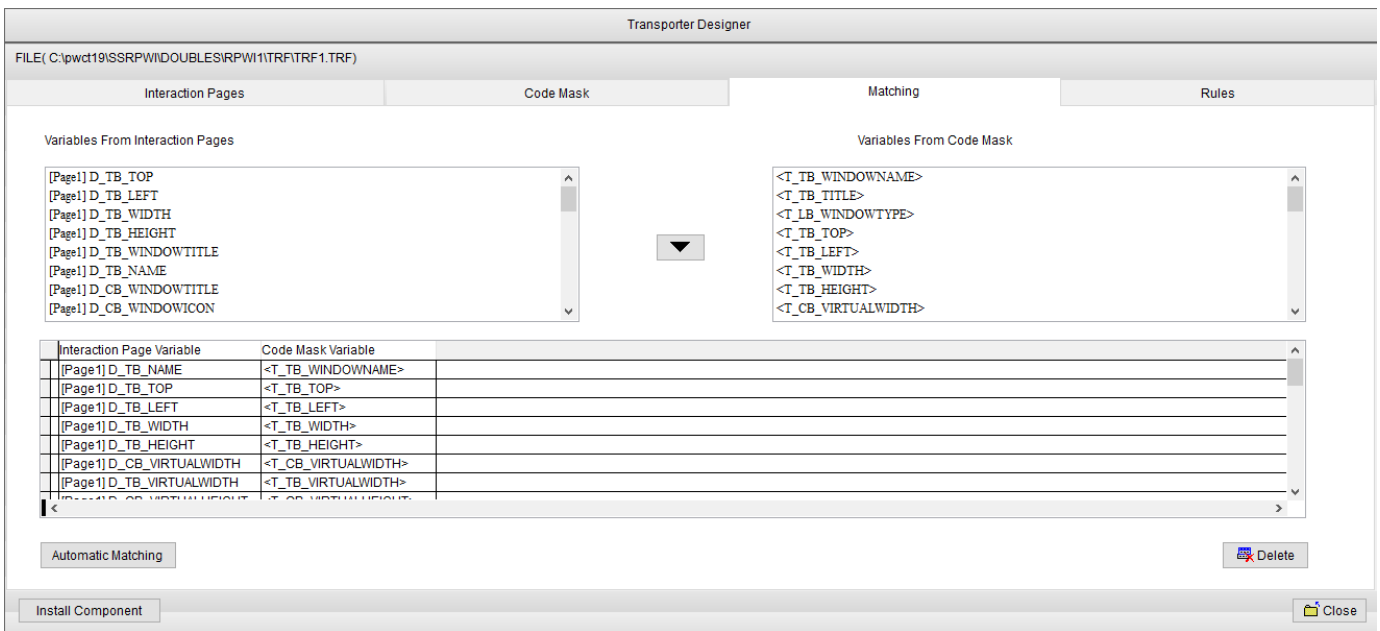 Transporter Designer
FILE( C:\pwct19\SSRPWI\DOUBLES\RPWI1\TRF\TRF1.TRF)
Interaction Pages
Code Mask
Matching
Rules
Variables From Interaction Pages
Variables From Code Mask
[Page1] D_TB_TOP
[Page1] D_TB_LEFT
[Page1] D_TB_WIDTH
[Page1] D_TB_HEIGHT
[Page1] D_TB_WINDOWTITLE
[Page1] D_TB_NAME
[Page1] D_CB_WINDOWTITLE
[Page1] D_CB_WINDOWICON
<T_TB_WINDOWNAME>
<T_TB_TITLE>
<T_LB_WINDOWTYPE>
<T_TB_TOP>
<T_TB_LEFT>
<T_TB_WIDTH>
<T_TB_HEIGHT>
<T_CB_VIRTUALWIDTH>
Interaction Page Variable Code Mask Variable
[Page1] D_TB_NAME <T_TB_WINDOWNAME>
[Page1] D_TB_TOP <T_TB_TOP>
[Page1] D_TB_LEFT <T_TB_LEFT>
[Page1] D_TB_WIDTH <T_TB_WIDTH>
[Page1] D_TB_HEIGHT <T_TB_HEIGHT>
[Page1] D_CB_VIRTUALWIDTH <T_CB_VIRTUALWIDTH>
[Page1] D_TB_VIRTUALWIDTH <T_TB_VIRTUALWIDTH>
[Page1] D_CB_VIRTUALHEIGHT <T_CB_VIRTUALHEIGHT>
Automatic Matching
Delete
Install Component
Close